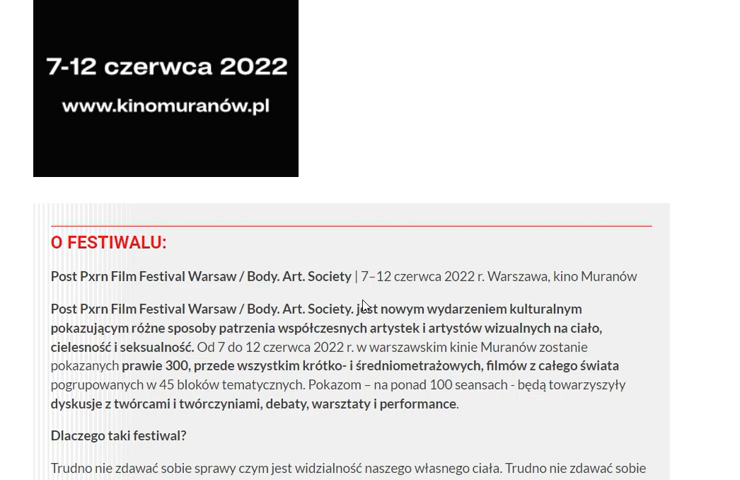 7-12 czerwca 2022
www.kinomuranów.pl
O FESTIWALU:
Post Pxrn Film Festival Warsaw / Body. Art. Society | 7–12 czerwca 2022 r. Warszawa, kino Muranów
Post Pxrn Film Festival Warsaw / Body. Art. Society. jest nowym wydarzeniem kulturalnym
pokazującym różne sposoby patrzenia współczesnych artystek i artystów wizualnych na ciało,
cielesność i seksualność. Od 7 do 12 czerwca 2022 r. w warszawskim kinie Muranów zostanie
pokazanych prawie 300, przede wszystkim krótko- i średniometrażowych, filmów z całego świata
pogrupowanych w 45 bloków tematycznych. Pokazom – na ponad 100 seansach - będą towarzyszyły
dyskusje z twórcami i twórczyniami, debaty, warsztaty i performance.
Dlaczego taki festiwal?
Trudno nie zdawać sobie sprawy czym jest widzialność naszego własnego ciała. Trudno nie zdawać sobie